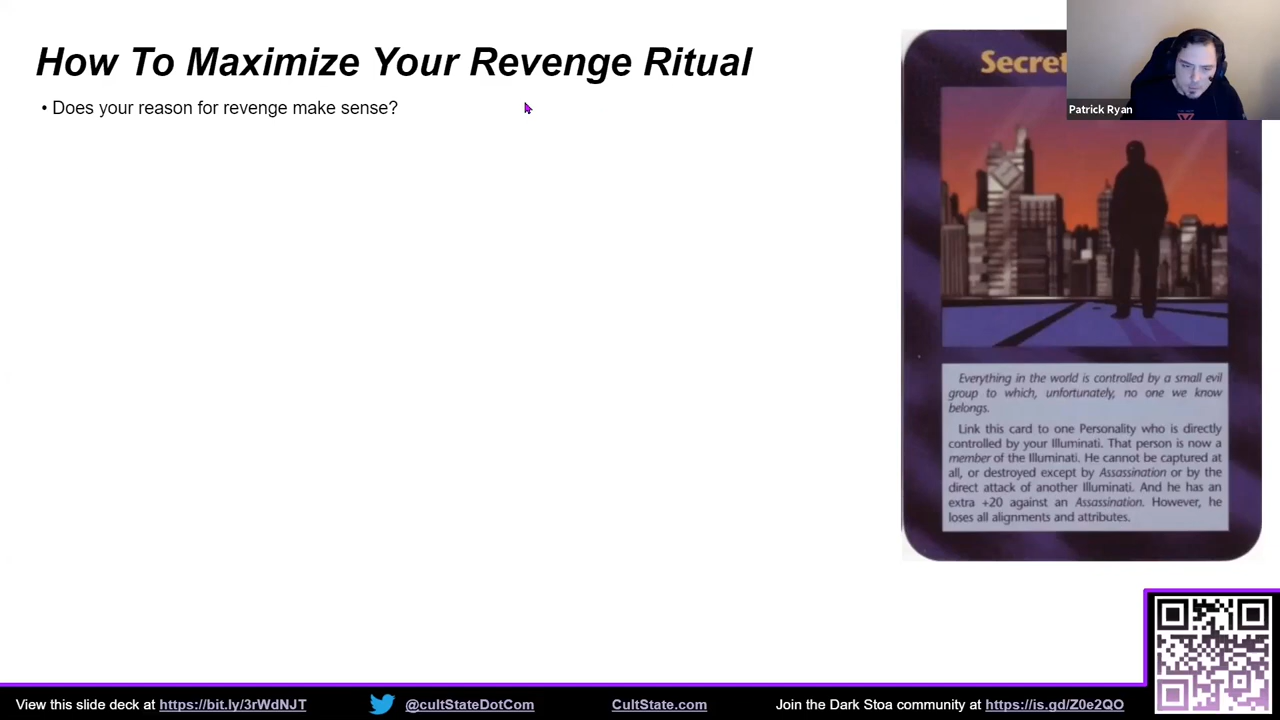 How To Maximize Your Revenge Ritual
• Does your reason for revenge make sense?
Secret
Patrick Ryan
Everything in the world is controlled by a small evil
group to which, unfortunately, no one we know
belongs.
Link this card to one Personality who is directly
controlled by your Illuminati. That person is now a
member of the Illuminati. He cannot be captured at
all, or destroyed except by Assassination or by the
direct attack of another Illuminati. And he has an
extra +20 against an Assassination. However, he
loses all alignments and attributes.
View this slide deck at https://bit.ly/3rWdNJT
@cultStateDotCom
CultState.com
Join the Dark Stoa community at https://is.gd/Z0e2QO